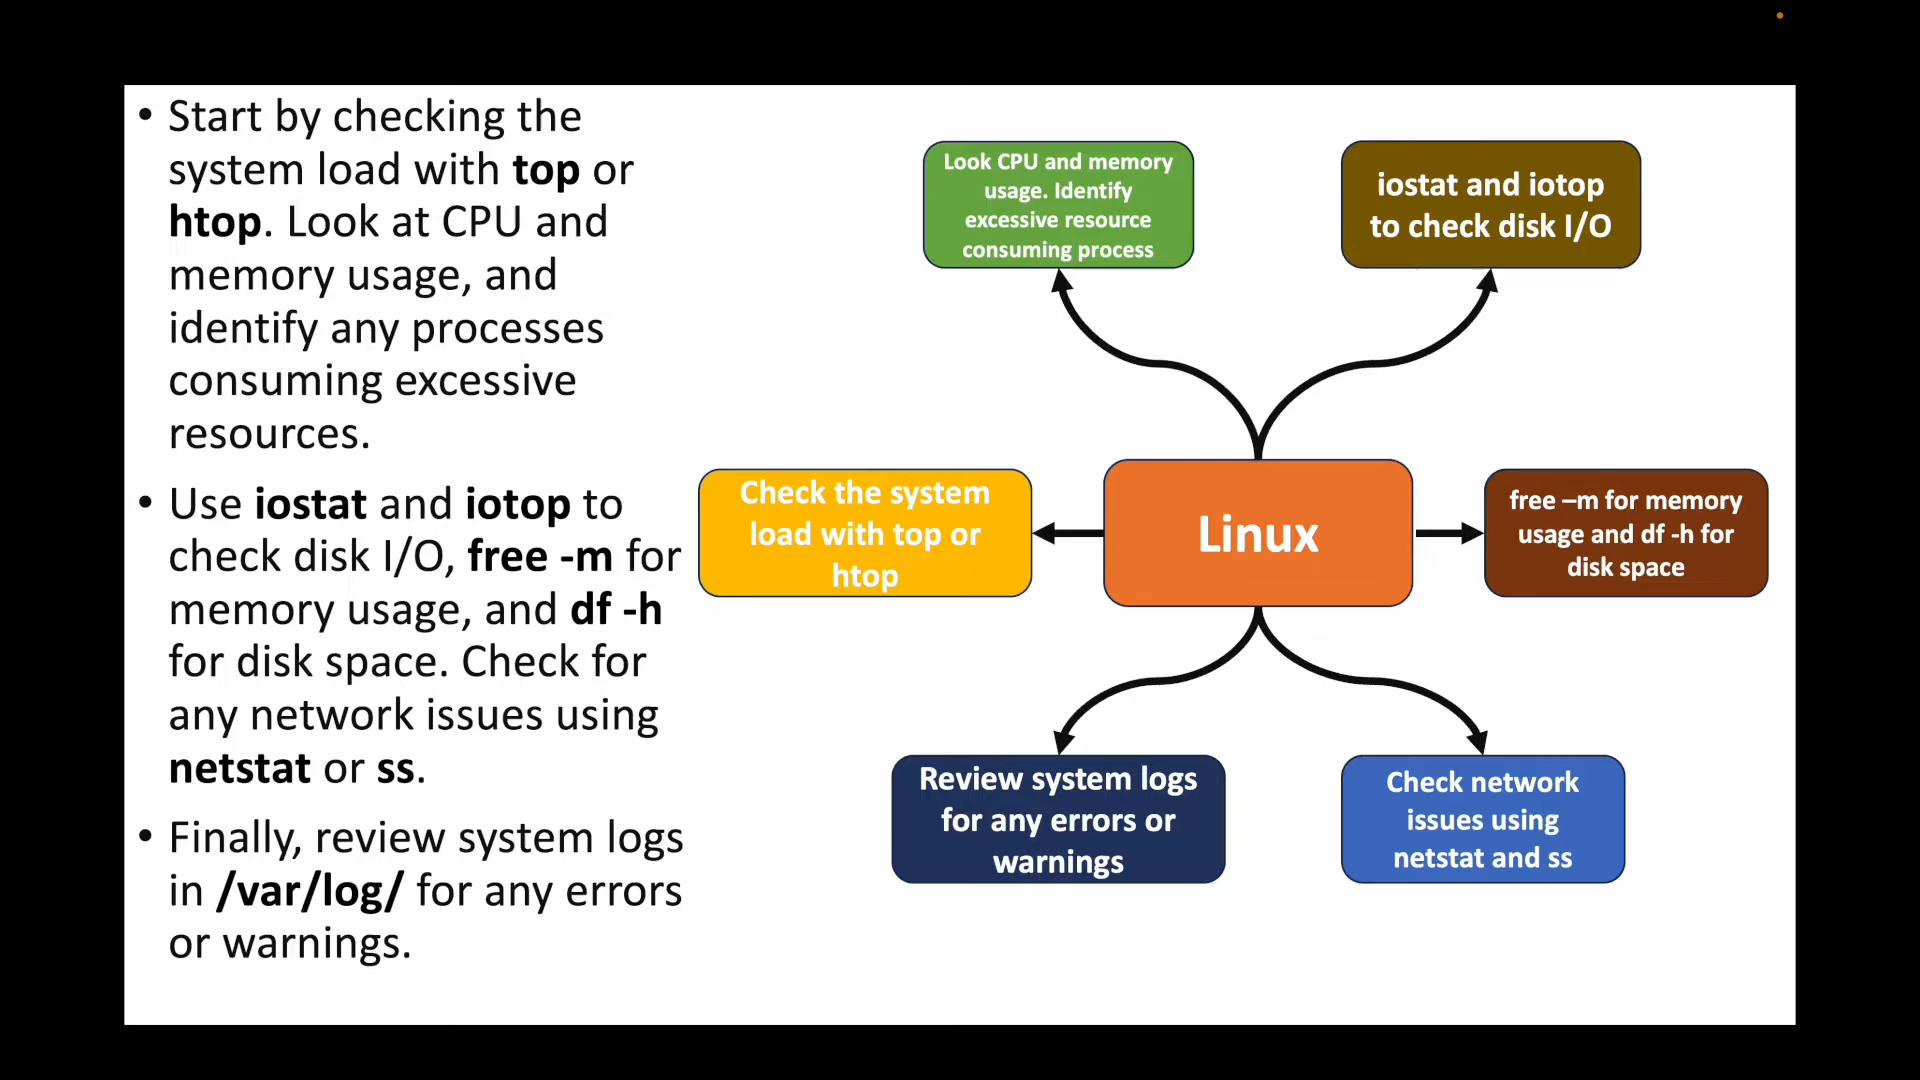 • Start by checking the
system load with top or
htop. Look at CPU and
memory usage, and
identify any processes
consuming excessive
resources.
• Use iostat and iotop to
check disk I/O, free -m for
memory usage, and df -h
for disk space. Check for
any network issues using
netstat or ss.
• Finally, review system logs
in /var/log/ for any errors
or warnings.
Look CPU and memory
usage. Identify
excessive resource
consuming process
iostat and iotop
to check disk I/O
Check the system
load with top or
htop
Linux
free –m for memory
usage and df -h for
disk space
Review system logs
for any errors or
warnings
Check network
issues using
netstat and ss